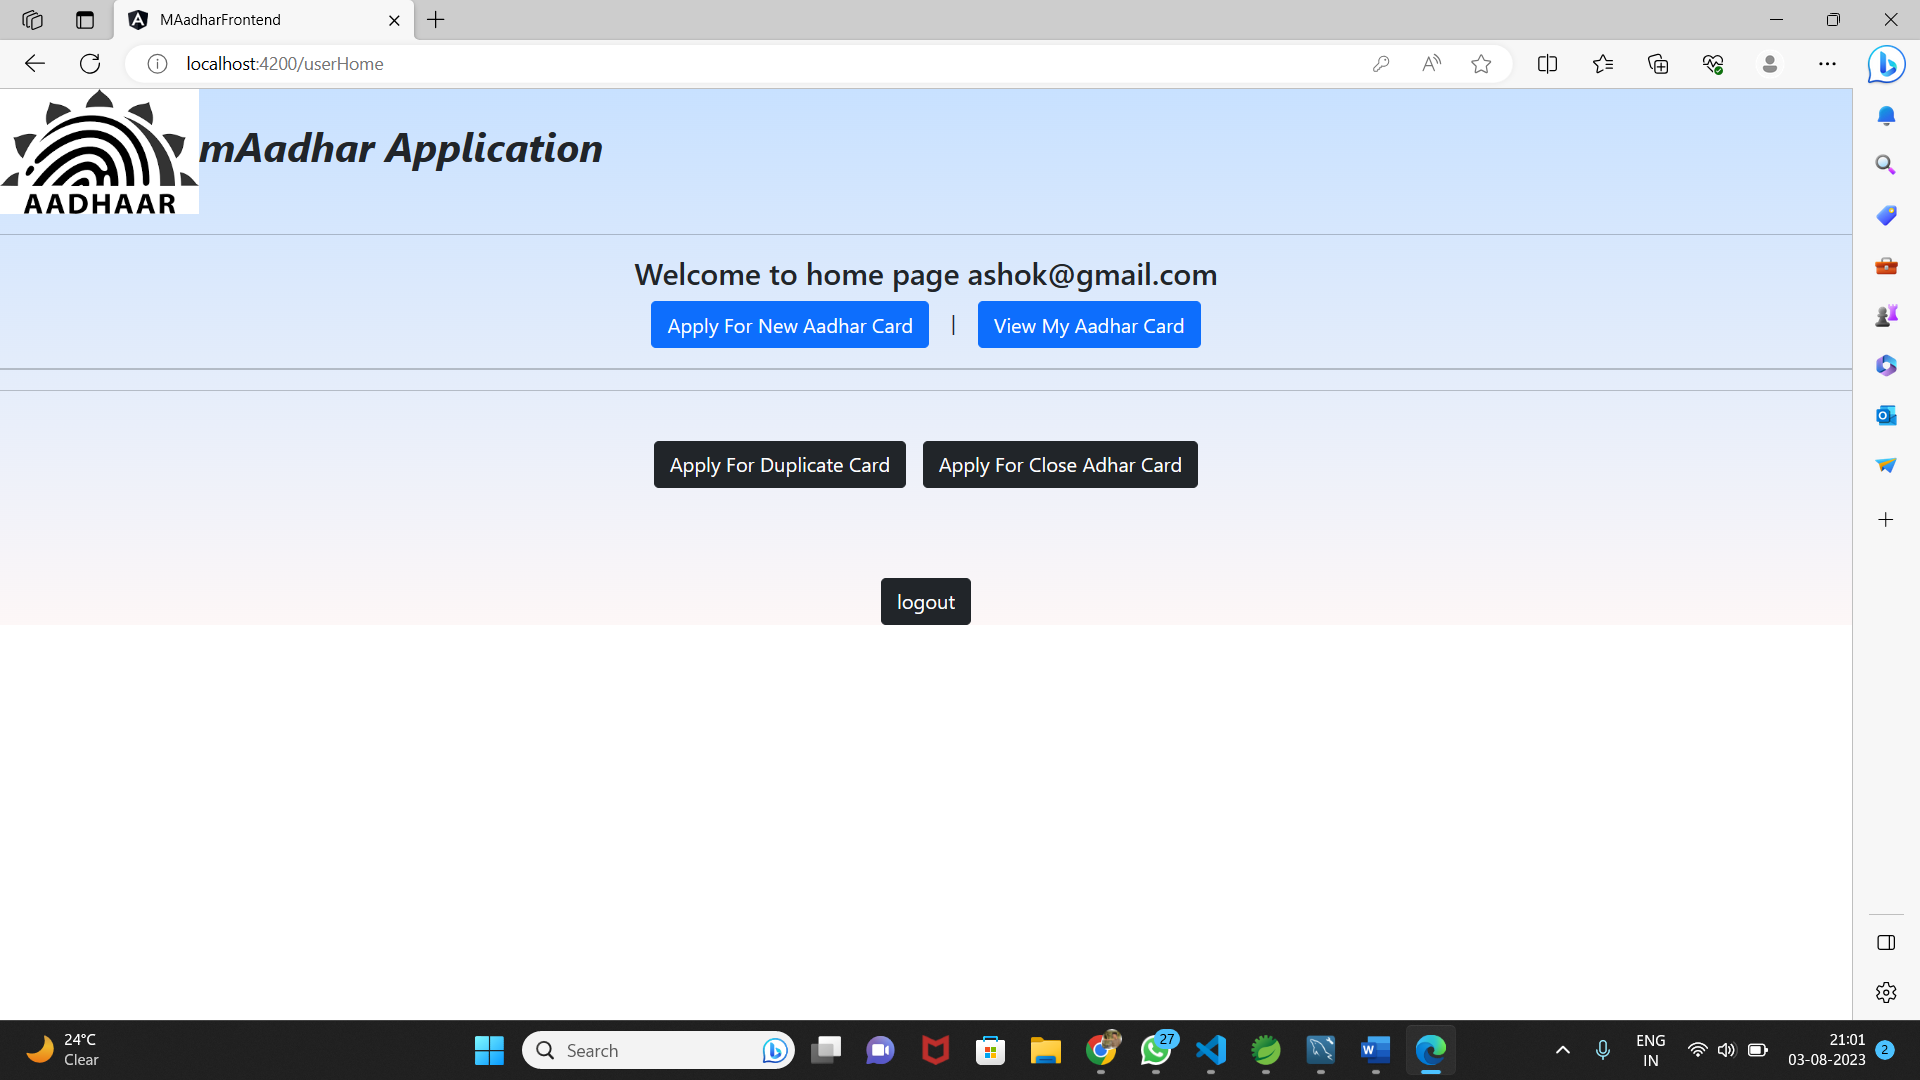 MAadharFrontend
localhost:4200/userHome
AADHAAR
mAadhar Application
Welcome to home page ashok@gmail.com
Apply For New Aadhar Card | View My Aadhar Card
Apply For Duplicate Card Apply For Close Adhar Card
logout
24°C
Clear
Search
27
ENG
IN
21:01
03-08-2023
2